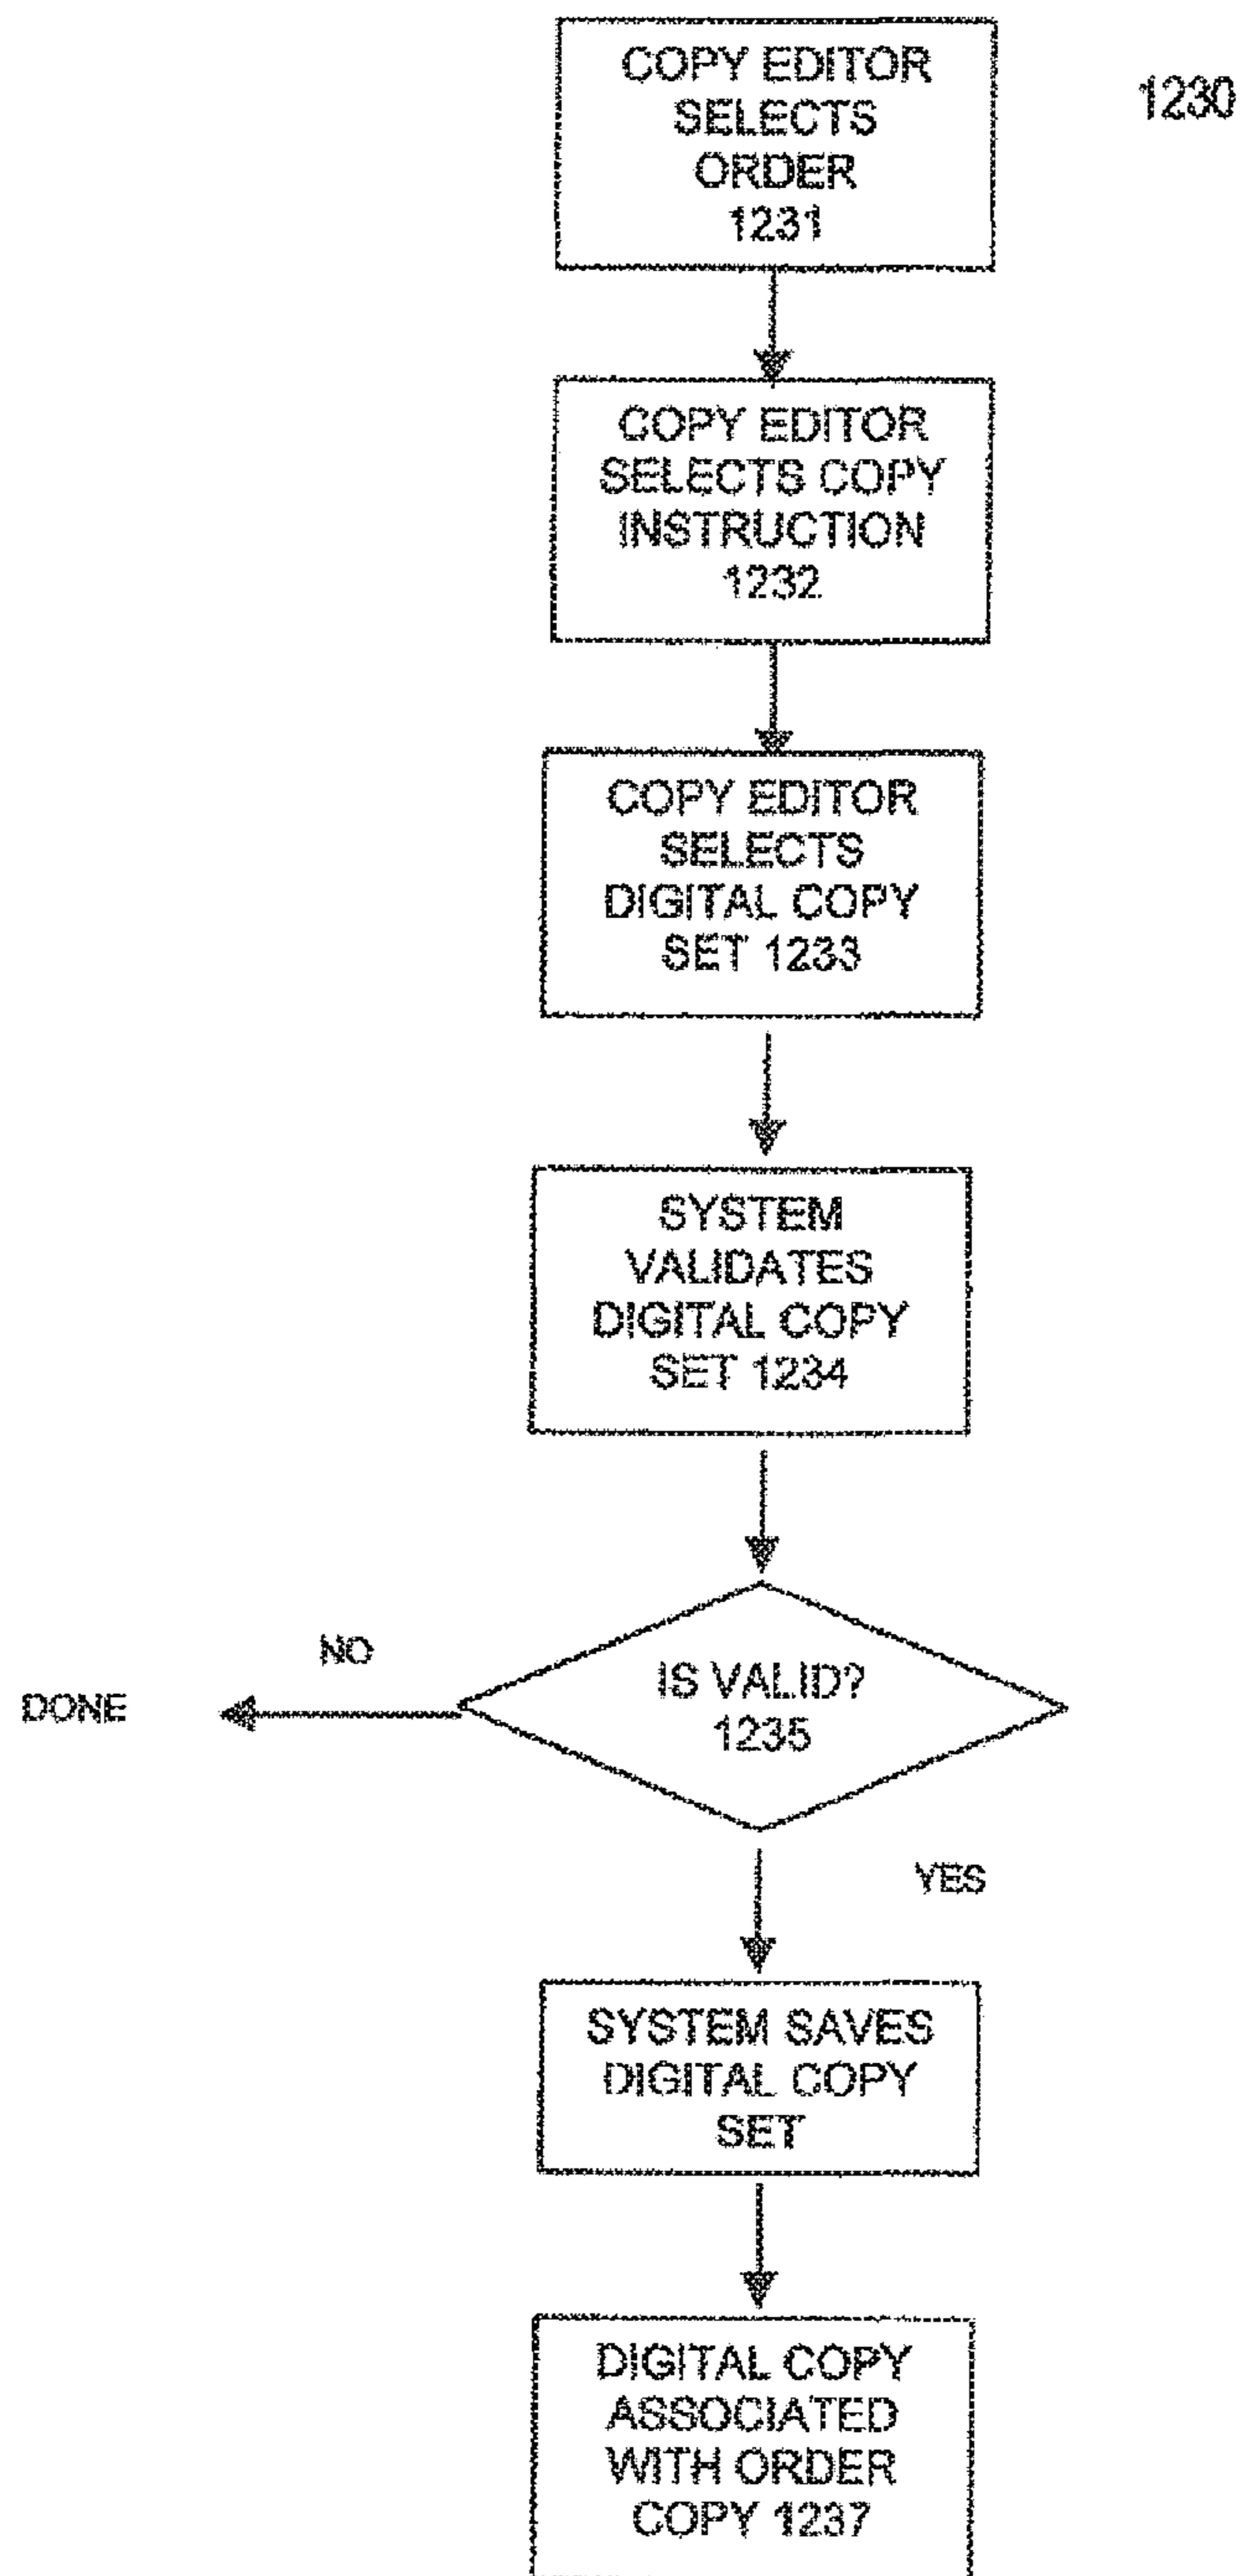 COPY EDITOR
SELECTS
ORDER
1231
1230
COPY EDITOR
SELECTS COPY
INSTRUCTION
1232
COPY EDITOR
SELECTS
DIGITAL COPY
SET 1233
SYSTEM
VALIDATES
DIGITAL COPY
SET 1234
IS VALID?
1235
NO
DONE
YES
SYSTEM SAVES
DIGITAL COPY
SET
DIGITAL COPY
ASSOCIATED
WITH ORDER
COPY 1237